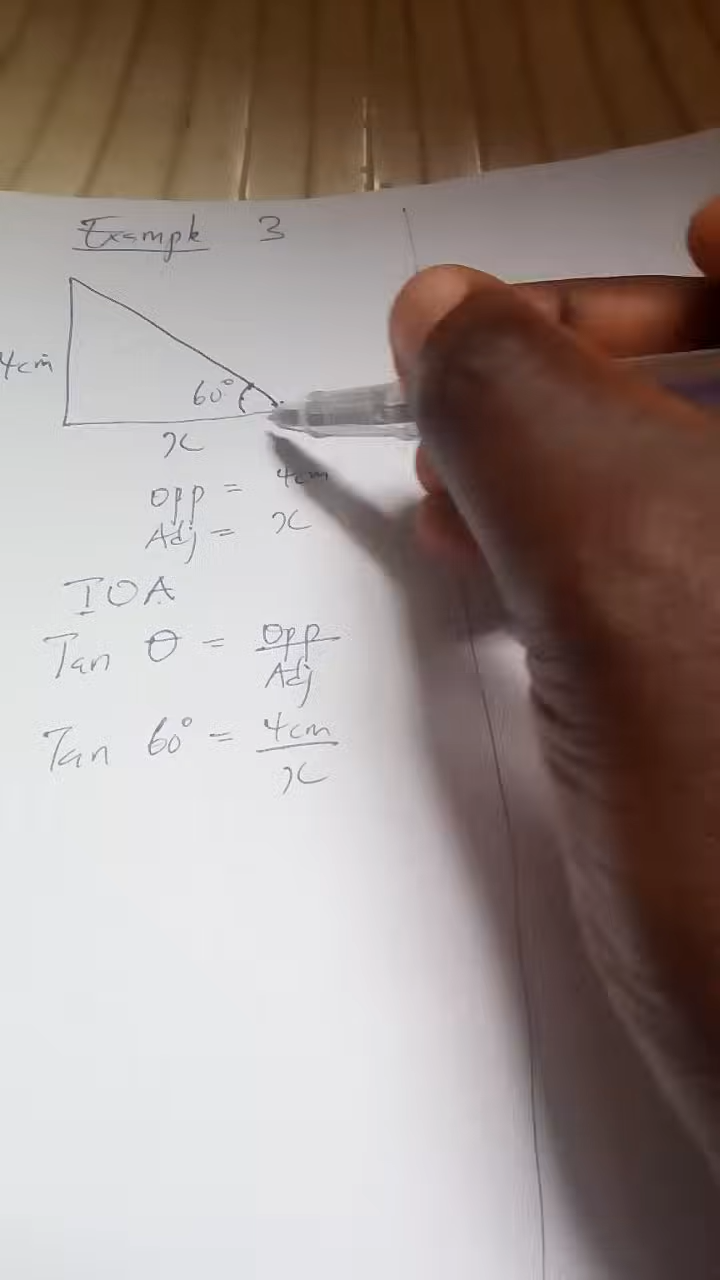 Example 3
4cm
60°
x
opp = 4cm
Adj = x
TOA
Tan θ = opp/Adj
Tan 60° = 4cm/x